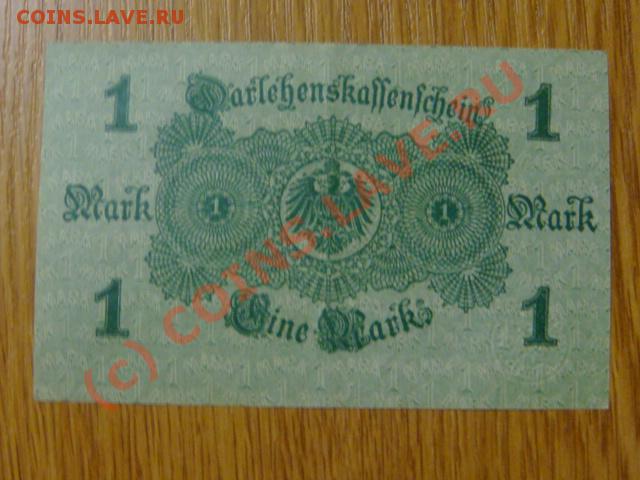 COINS.LAVE.RU
1 Darlehenskassenschein 1
Mark 1 1 Mark
1 Eine Mark 1
(c) COINS.LAVE.RU